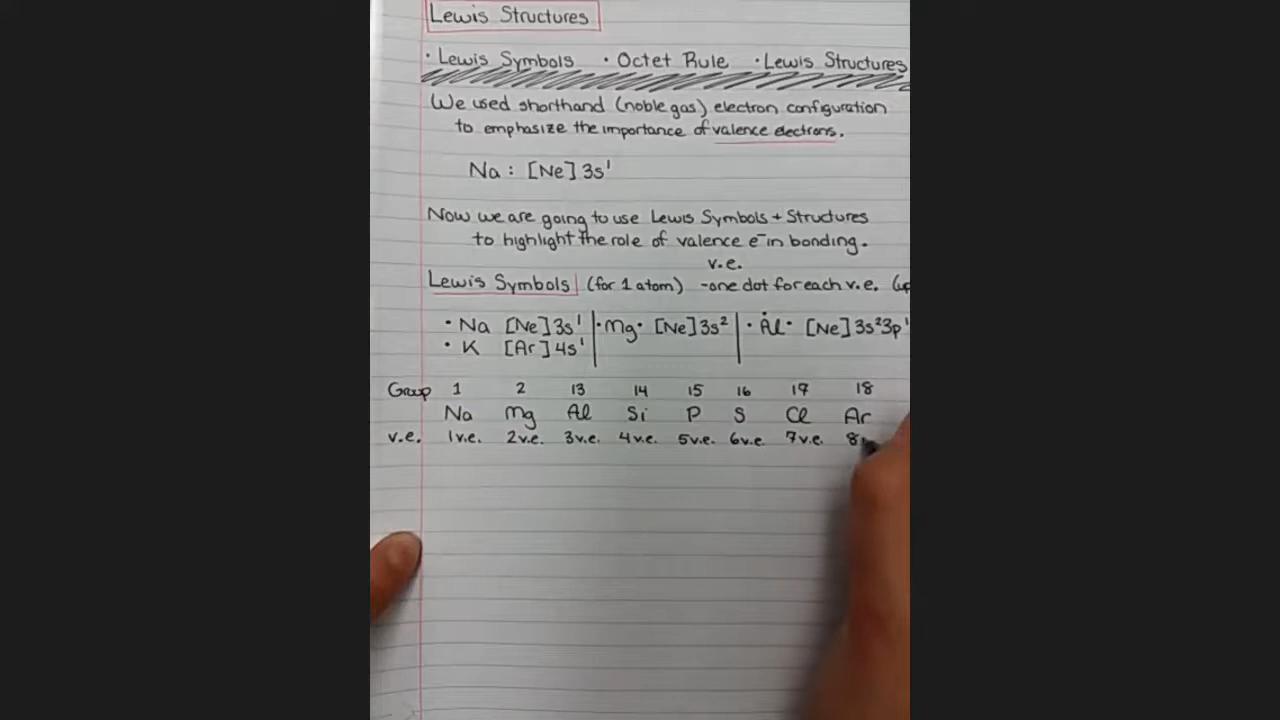 Lewis Structures
· Lewis Symbols · Octet Rule · Lewis Structures
We used shorthand (noble gas) electron configuration
to emphasize the importance of valence electrons.
Na : [Ne] 3s¹
Now we are going to use Lewis Symbols + Structures
to highlight the role of valence e⁻ in bonding.
v.e.
Lewis Symbols (for 1 atom) - one dot for each v.e. (up
· Na [Ne] 3s¹ | · Mg · [Ne] 3s² | · Al · [Ne] 3s² 3p¹
· K [Ar] 4s¹
Group 1 2 13 14 15 16 17 18
Na Mg Al Si P S Cl Ar
v.e. 1v.e. 2v.e. 3v.e. 4v.e. 5v.e. 6v.e. 7v.e. 8